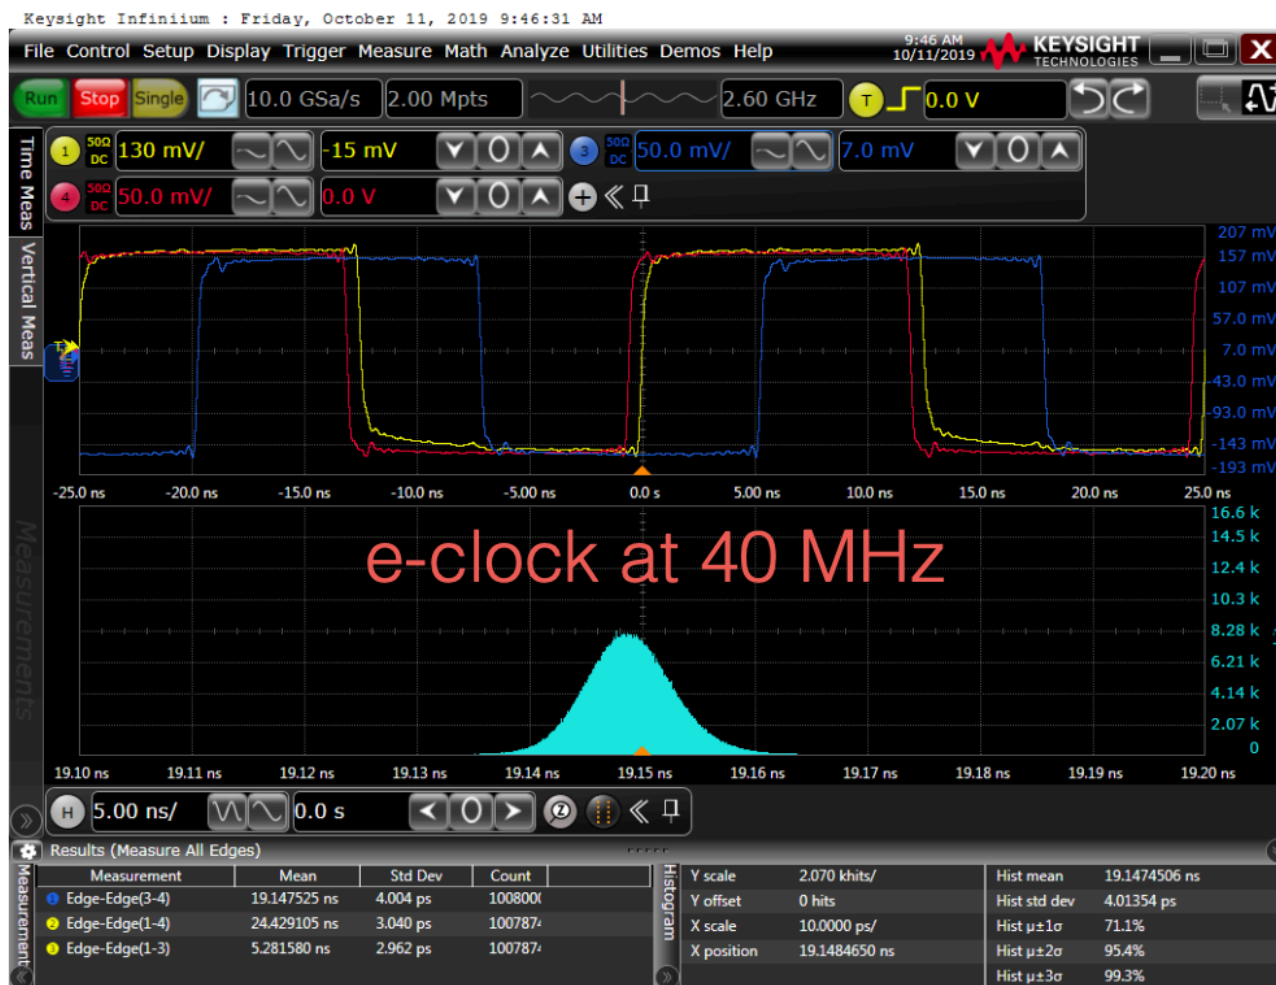 Keysight Infiniium : Friday, October 11, 2019 9:46:31 AM
File Control Setup Display Trigger Measure Math Analyze Utilities Demos Help
9:46 AM
10/11/2019
KEYSIGHT
TECHNOLOGIES
X
Run Stop Single 10.0 GSa/s 2.00 Mpts 2.60 GHz T 0.0 V
Time Meas
Vertical Meas
Measurements
1 50Ω DC 130 mV/ -15 mV 3 50Ω DC 50.0 mV/ 7.0 mV
4 50Ω DC 50.0 mV/ 0.0 V
207 mV
157 mV
107 mV
57.0 mV
7.0 mV
-43.0 mV
-93.0 mV
-143 mV
-193 mV
T
-25.0 ns -20.0 ns -15.0 ns -10.0 ns -5.00 ns 0.0 s 5.00 ns 10.0 ns 15.0 ns 20.0 ns 25.0 ns
e-clock at 40 MHz
16.6 k
14.5 k
12.4 k
10.3 k
8.28 k
6.21 k
4.14 k
2.07 k
0
19.10 ns 19.11 ns 19.12 ns 19.13 ns 19.14 ns 19.15 ns 19.16 ns 19.17 ns 19.18 ns 19.19 ns 19.20 ns
H 5.00 ns/ 0.0 s Z
Results (Measure All Edges)
Measurement
Measurement Mean Std Dev Count
1 Edge-Edge(3-4) 19.147525 ns 4.004 ps 100800
2 Edge-Edge(1-4) 24.429105 ns 3.040 ps 100787
3 Edge-Edge(1-3) 5.281580 ns 2.962 ps 100787
Histogram
Y scale 2.070 khits/ Hist mean 19.1474506 ns
Y offset 0 hits Hist std dev 4.01354 ps
X scale 10.0000 ps/ Hist µ±1σ 71.1%
X position 19.1484650 ns Hist µ±2σ 95.4%
Hist µ±3σ 99.3%